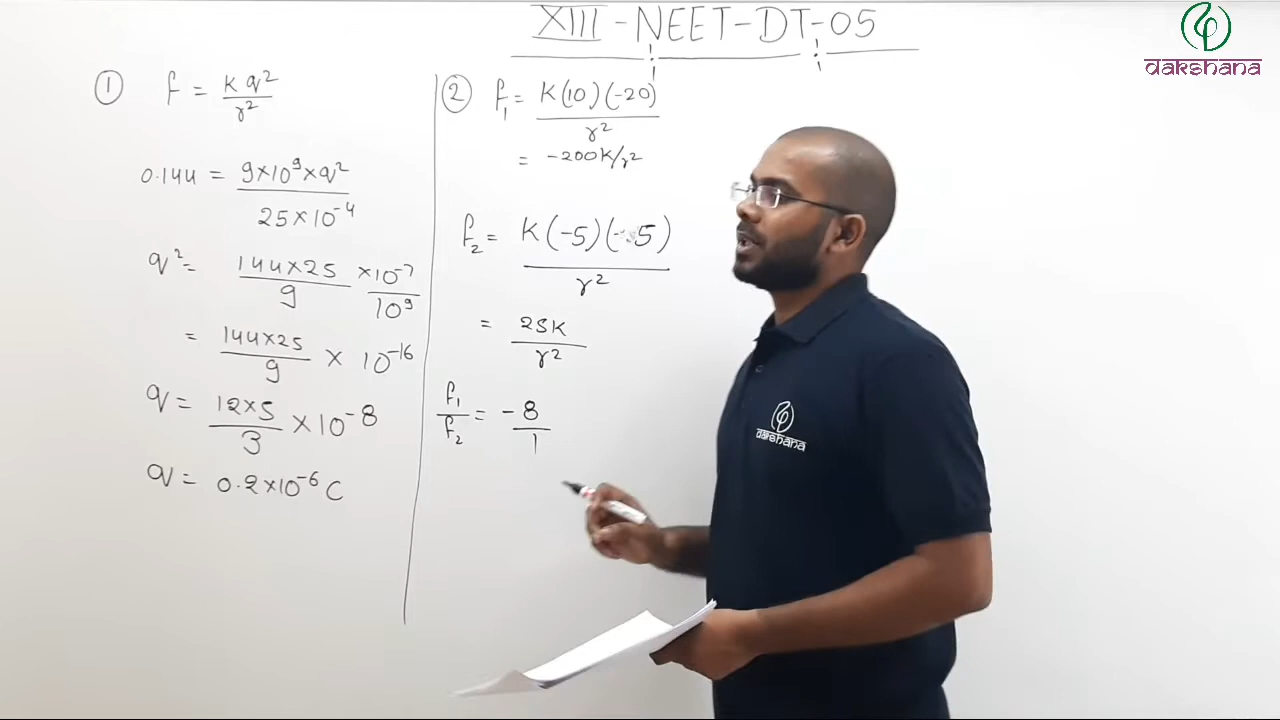 XIII - NEET - DT - 05
dakshana
① F = Kq²/r²
0.144 = 9×10⁹×q²/25×10⁻⁴
q² = 144×25/9 ×10⁻⁷/10⁹
= 144×25/9 × 10⁻¹⁶
q = 12×5/3 ×10⁻⁸
q = 0.2×10⁻⁶ C
② F₁ = K(10)(-20)/r²
= -200K/r²
F₂ = K(-5)(-5)/r²
= 25K/r²
F₁/F₂ = -8/1
dakshana